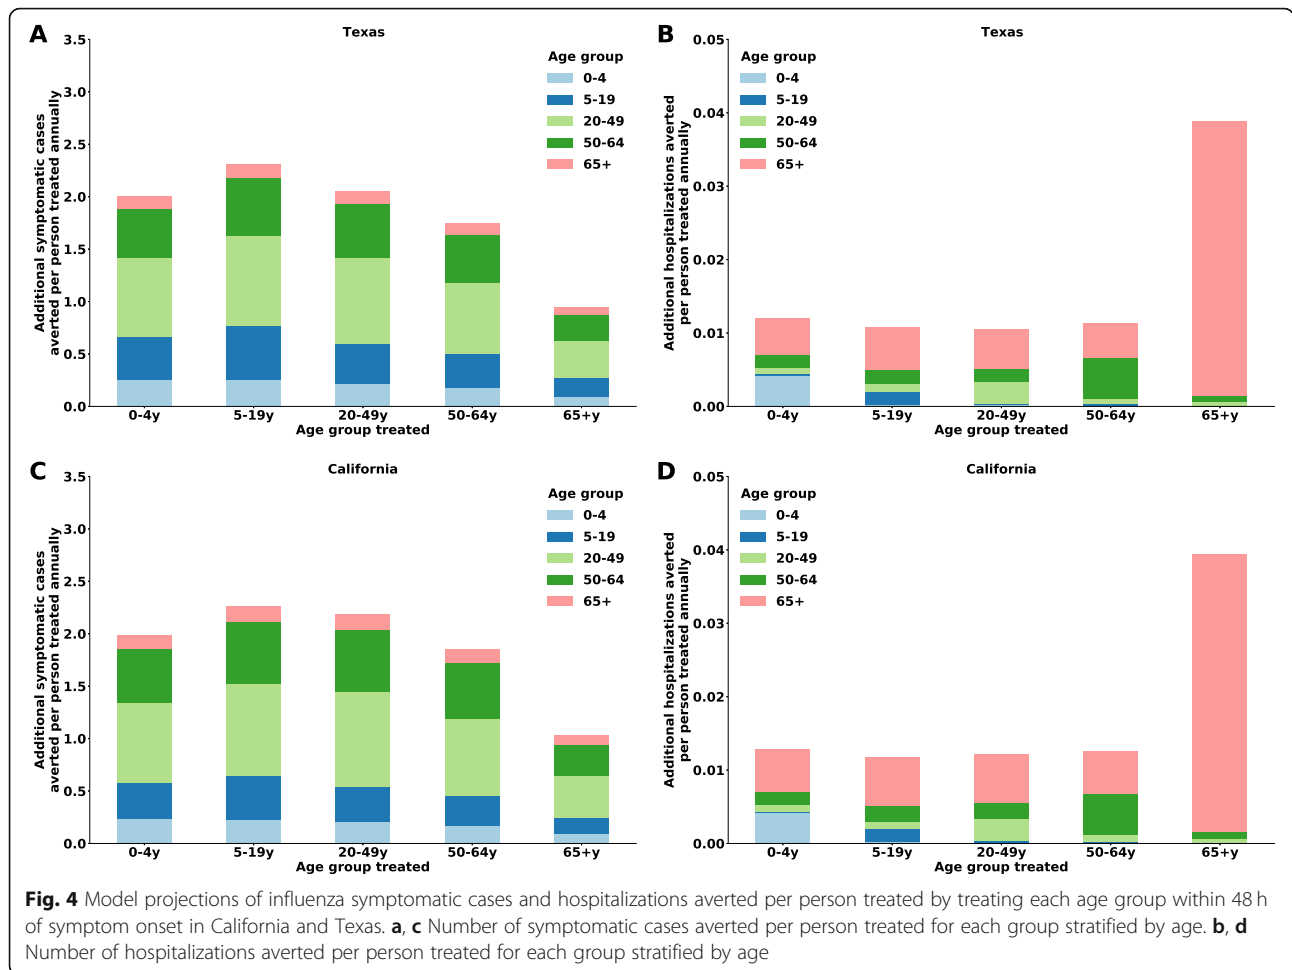 A
Texas
3.5
3.0
2.5
2.0
1.5
1.0
0.5
0.0
Additional symptomatic cases
averted per person treated annually
Age group
0-4
5-19
20-49
50-64
65+
0-4y 5-19y 20-49y 50-64y 65+y
Age group treated
B
Texas
0.05
0.04
0.03
0.02
0.01
0.00
Additional hospitalizations averted
per person treated annually
Age group
0-4
5-19
20-49
50-64
65+
0-4y 5-19y 20-49y 50-64y 65+y
Age group treated
C
California
3.5
3.0
2.5
2.0
1.5
1.0
0.5
0.0
Additional symptomatic cases
averted per person treated annually
Age group
0-4
5-19
20-49
50-64
65+
0-4y 5-19y 20-49y 50-64y 65+y
Age group treated
D
California
0.05
0.04
0.03
0.02
0.01
0.00
Additional hospitalizations averted
per person treated annually
Age group
0-4
5-19
20-49
50-64
65+
0-4y 5-19y 20-49y 50-64y 65+y
Age group treated
Fig. 4 Model projections of influenza symptomatic cases and hospitalizations averted per person treated by treating each age group within 48 h
of symptom onset in California and Texas. a, c Number of symptomatic cases averted per person treated for each group stratified by age. b, d
Number of hospitalizations averted per person treated for each group stratified by age